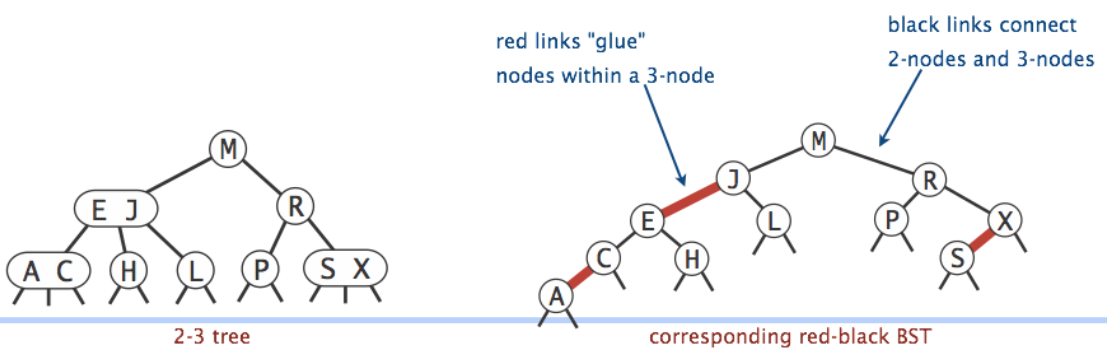 red links "glue"
nodes within a 3-node
black links connect
2-nodes and 3-nodes
M
E J
R
A C
H
L
P
S X
2-3 tree
M
J
R
E
L
P
X
C
H
S
A
corresponding red-black BST